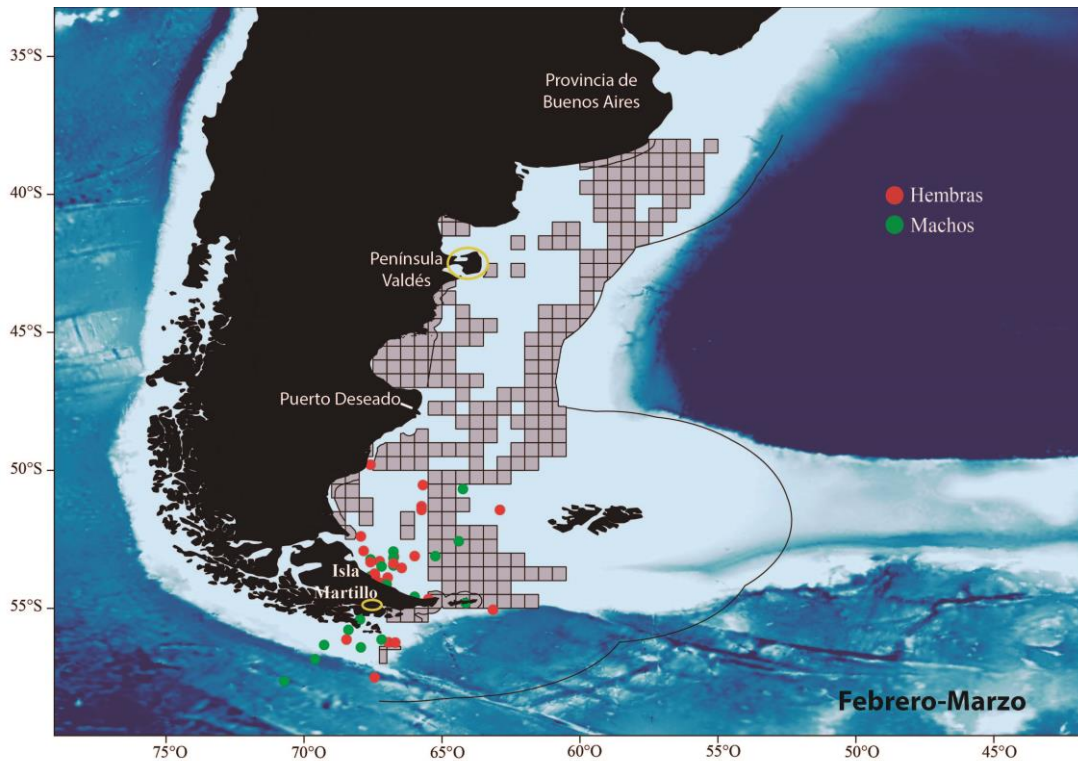 35°S
40°S
45°S
50°S
55°S
Provincia de
Buenos Aires
Hembras
Machos
Península
Valdés
Puerto Deseado
Isla
Martillo
Febrero-Marzo
75°O
70°O
65°O
60°O
55°O
50°O
45°O